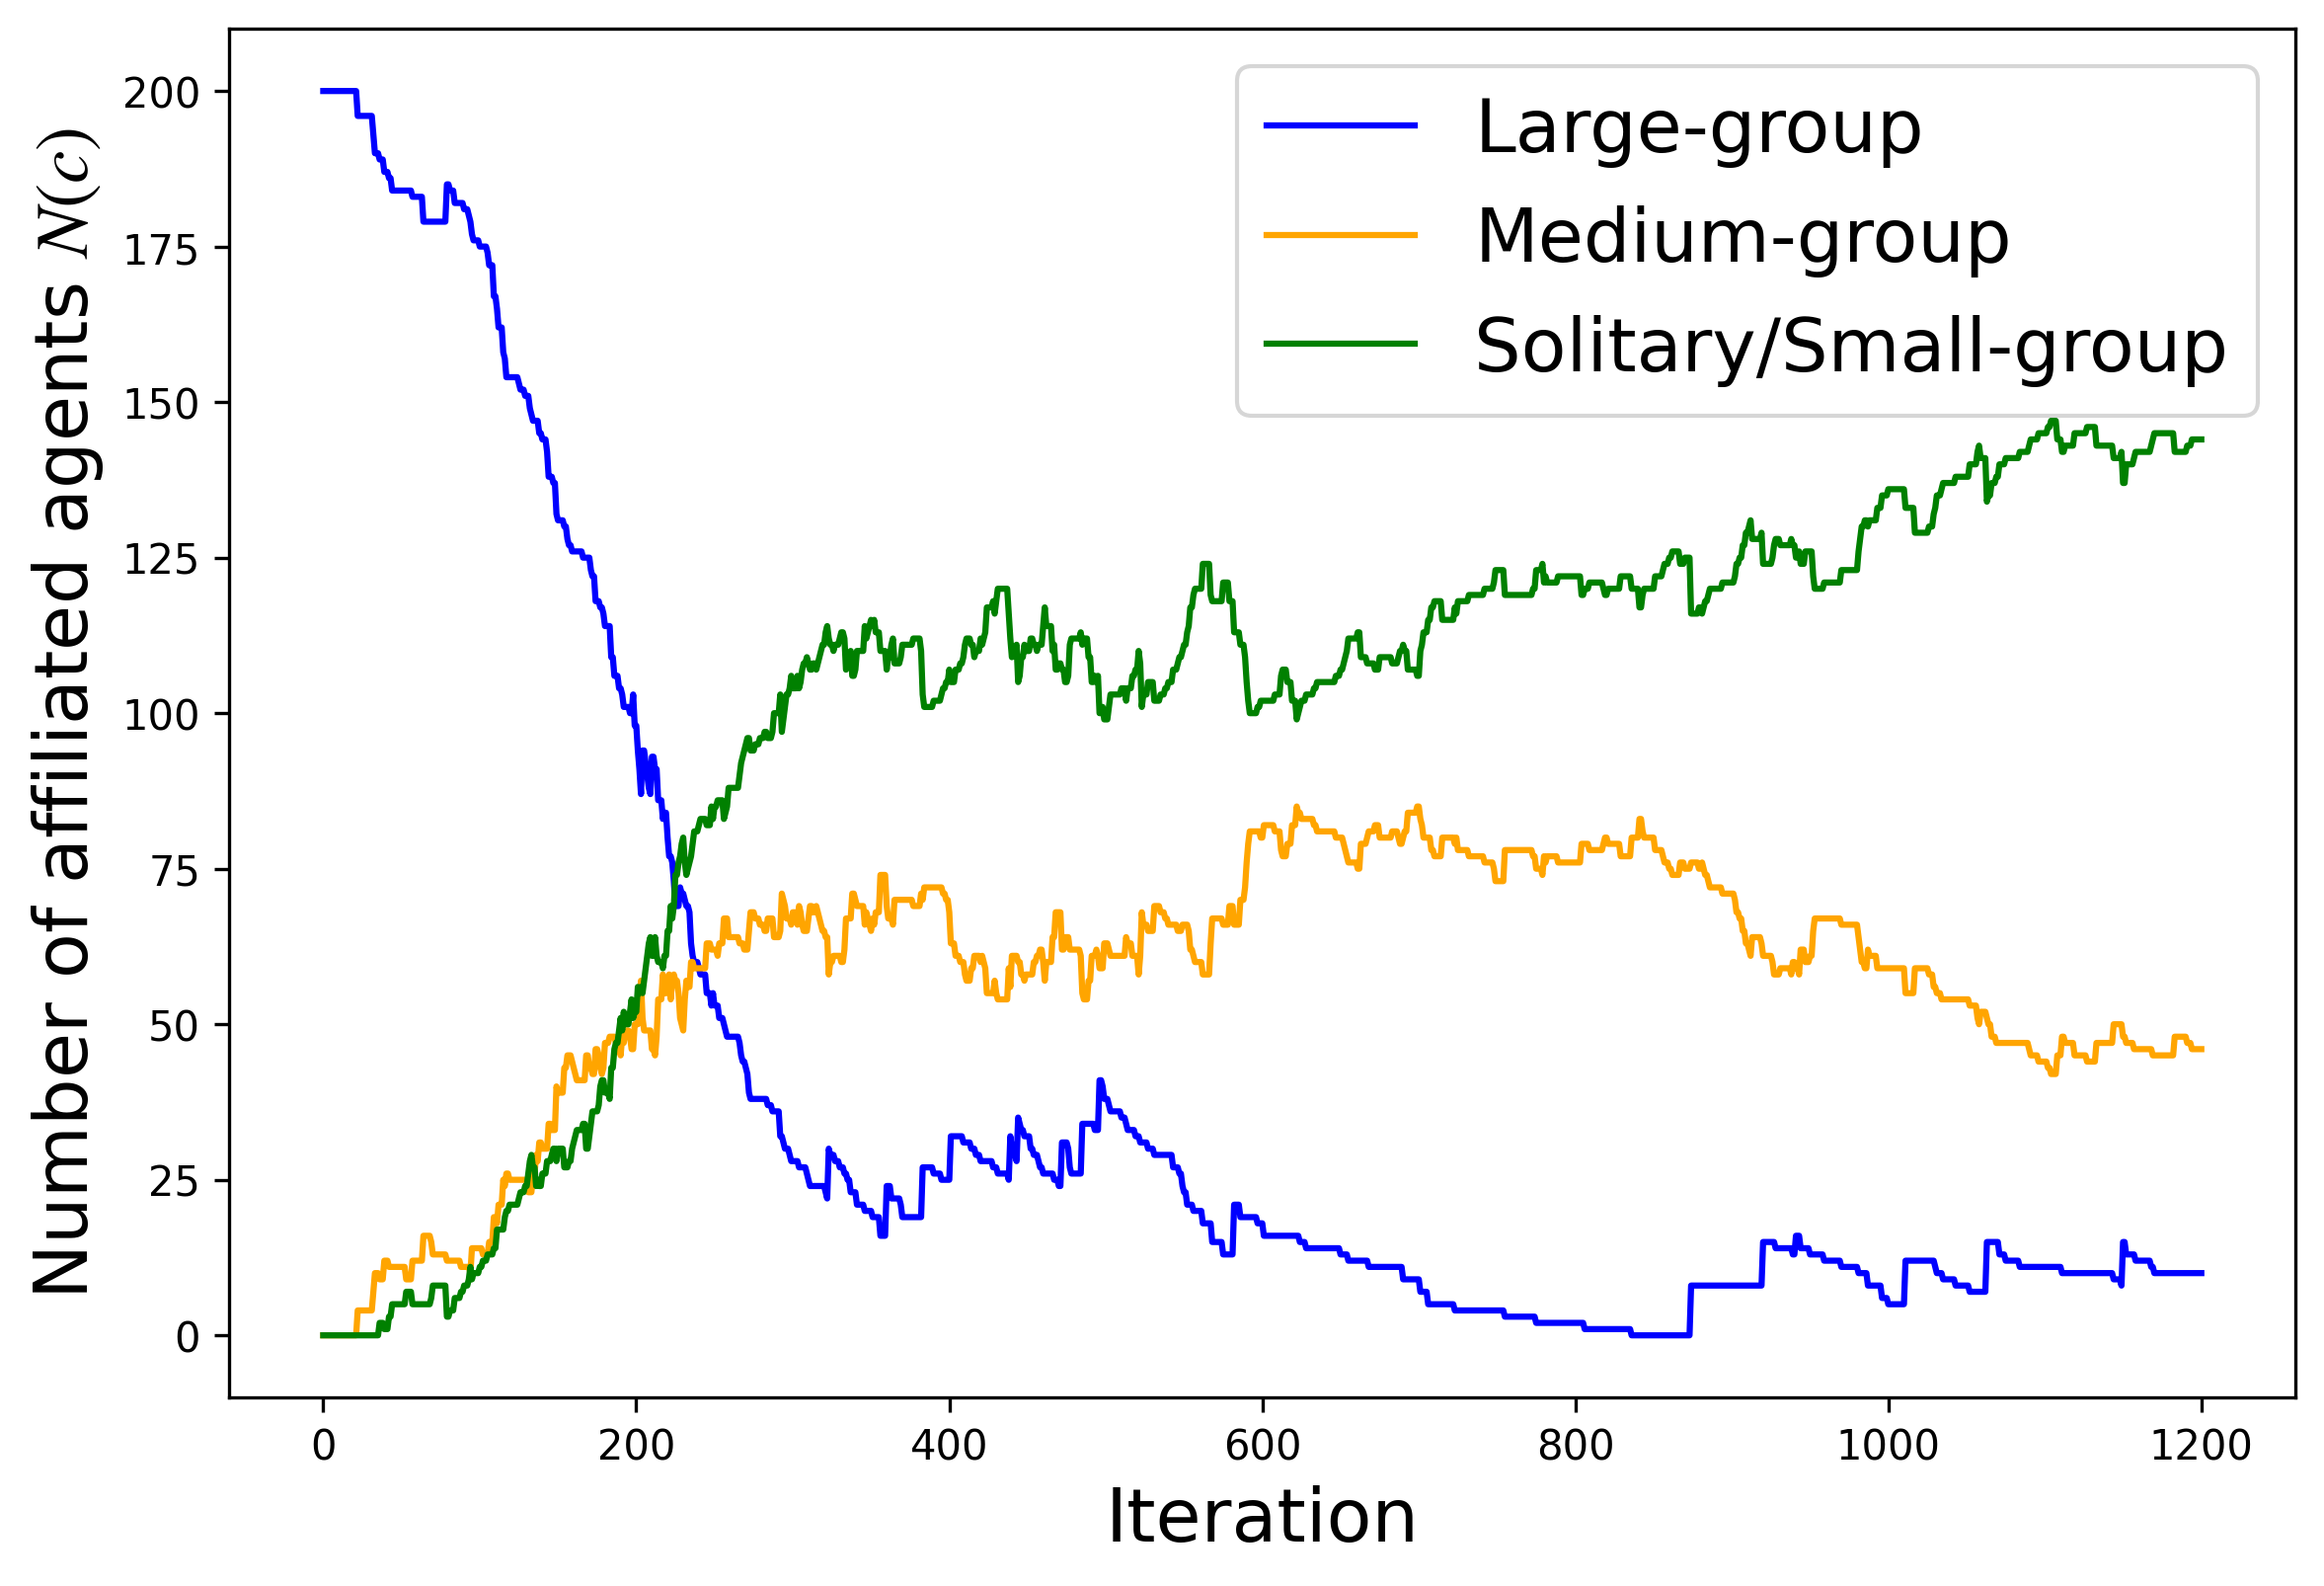 Number of affiliated agents N(c)
200
175
150
125
100
75
50
25
0
Large-group
Medium-group
Solitary/Small-group
0 200 400 600 800 1000 1200
Iteration